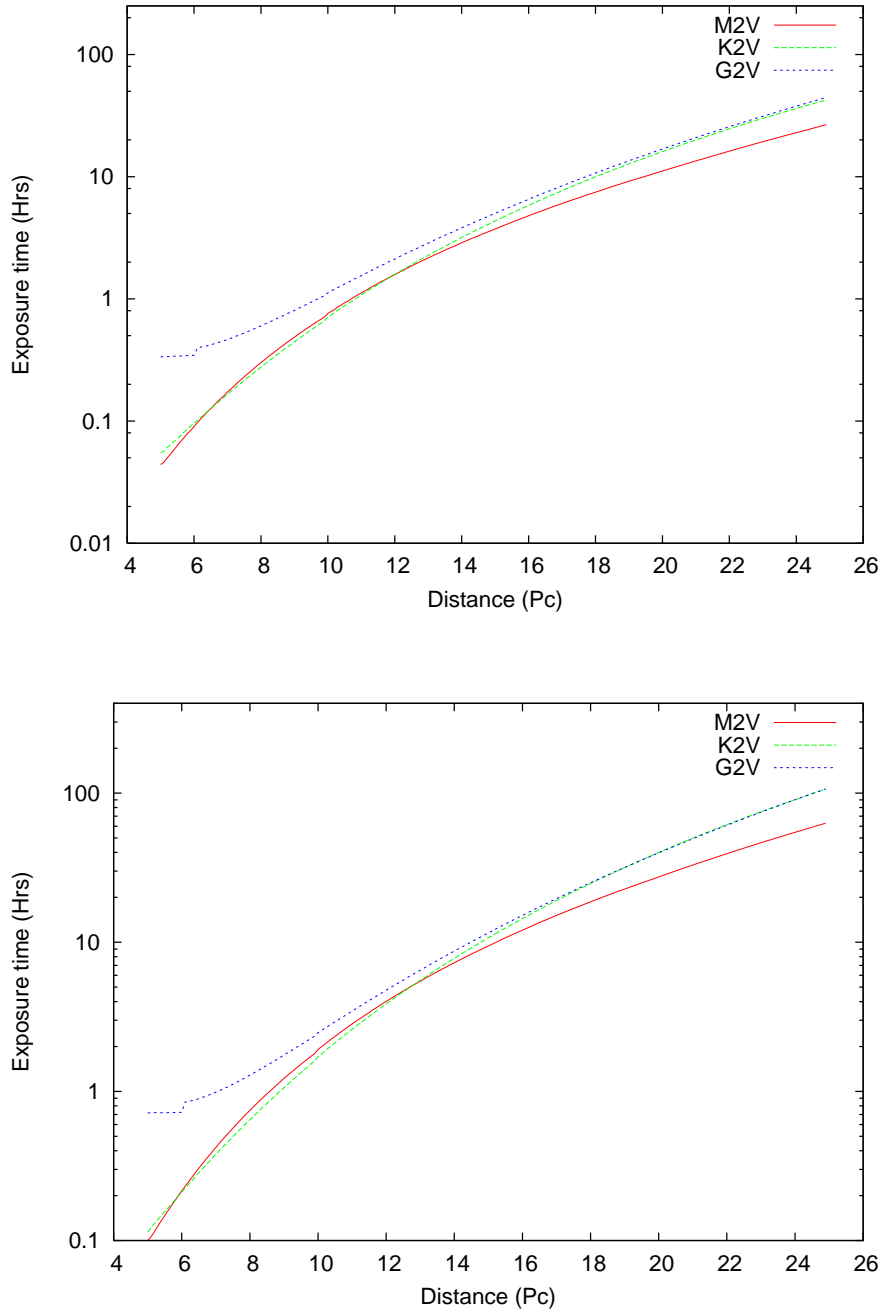 M2V
K2V
G2V
100
10
1
0.1
0.01
Exposure time (Hrs)
4 6 8 10 12 14 16 18 20 22 24 26
Distance (Pc)
M2V
K2V
G2V
100
10
1
0.1
Exposure time (Hrs)
4 6 8 10 12 14 16 18 20 22 24 26
Distance (Pc)